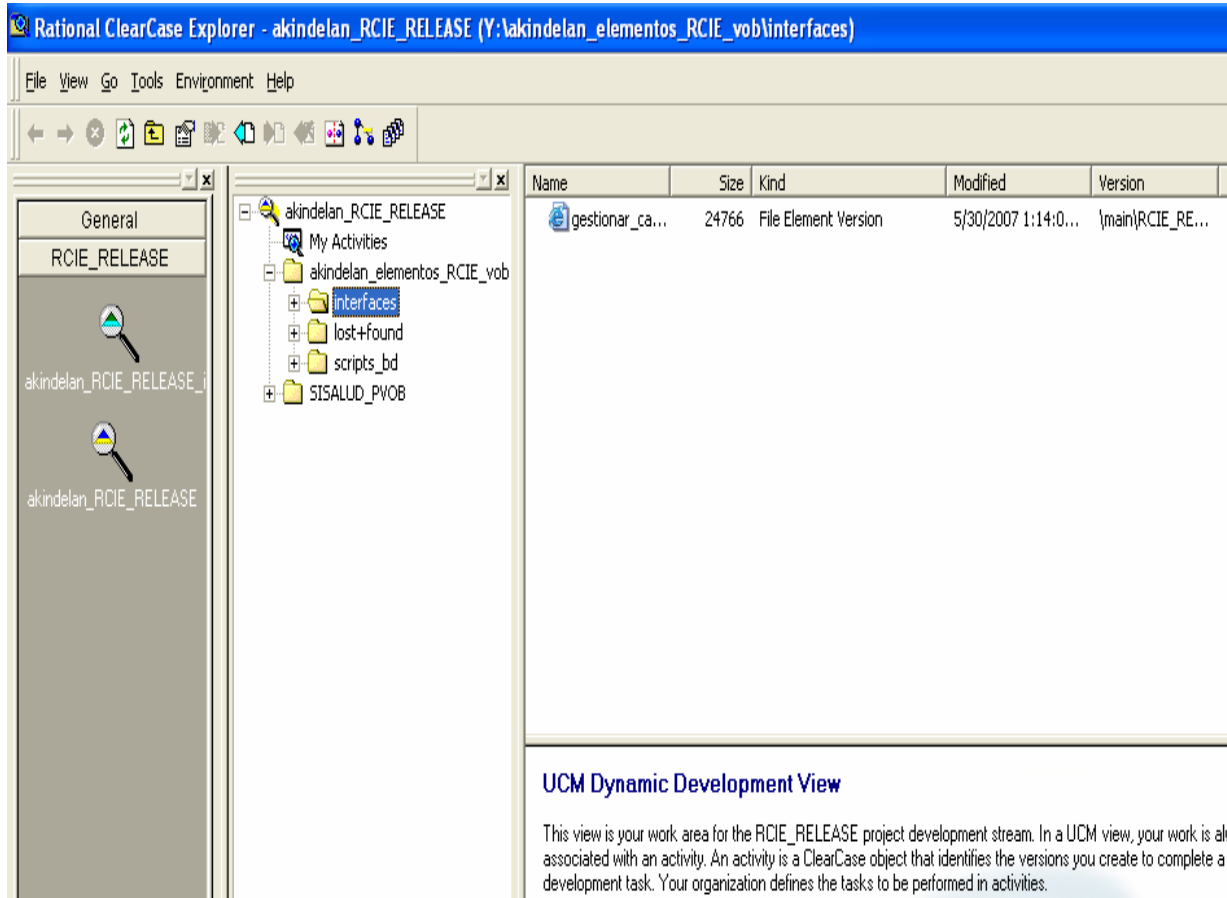 Rational ClearCase Explorer - akindelan_RCIE_RELEASE (Y:\akindelan_elementos_RCIE_vob\interfaces)
File View Go Tools Environment Help
General
RCIE_RELEASE
akindelan_RCIE_RELEASE_i
akindelan_RCIE_RELEASE
akindelan_RCIE_RELEASE
My Activities
akindelan_elementos_RCIE_vob
interfaces
lost+found
scripts_bd
SISALUD_PVOB
Name Size Kind Modified Version
gestionar_ca... 24766 File Element Version 5/30/2007 1:14:0... \main\RCIE_RE...
UCM Dynamic Development View
This view is your work area for the RCIE_RELEASE project development stream. In a UCM view, your work is al
associated with an activity. An activity is a ClearCase object that identifies the versions you create to complete a
development task. Your organization defines the tasks to be performed in activities.